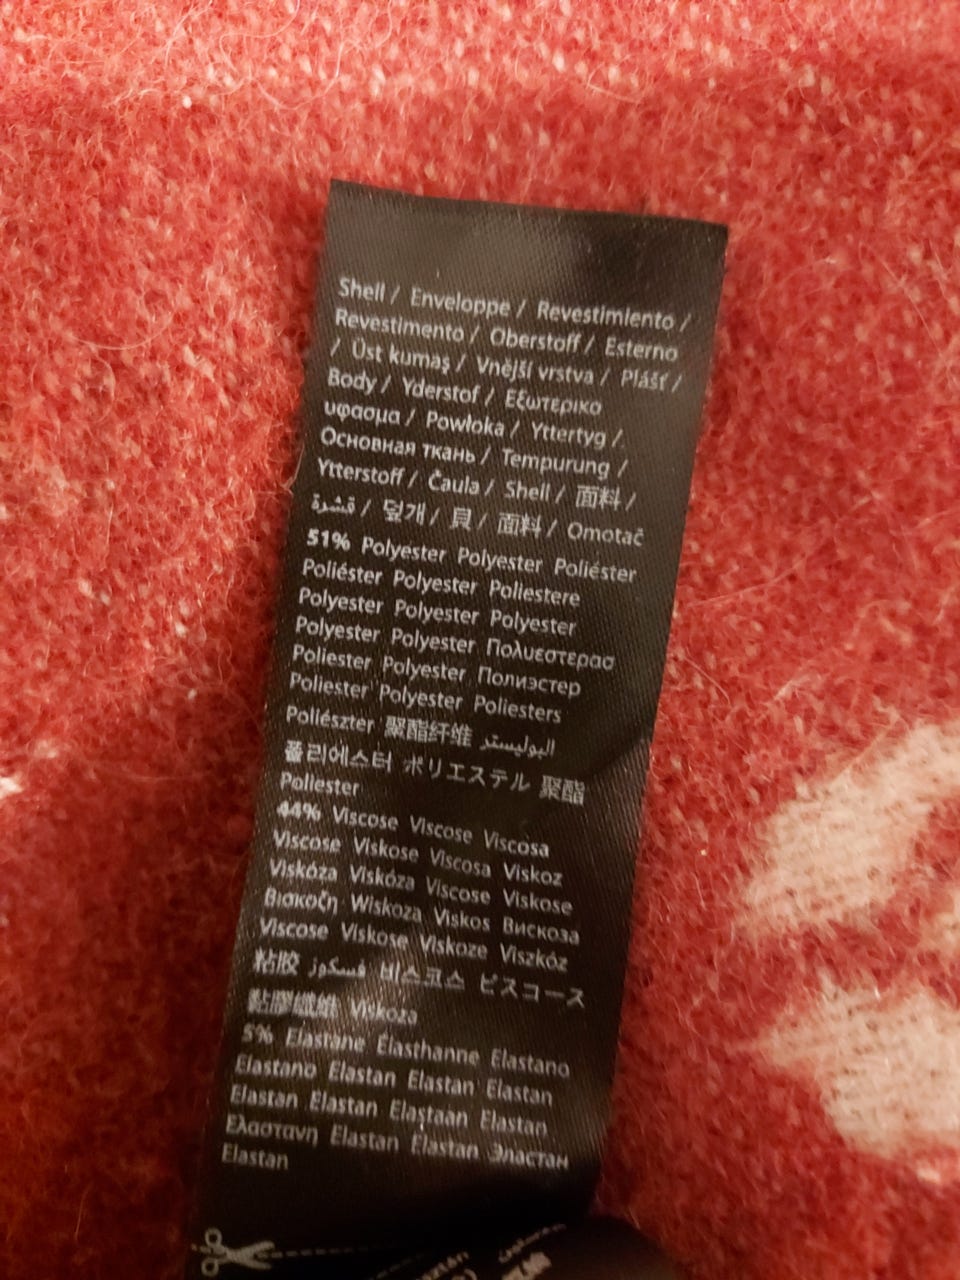 Shell / Enveloppe / Revestimiento /
Revestimento / Oberstoff / Esterno
/ Üst kumaş / Vnější vrstva / Plášť /
Body / Yderstof / Εξωτερικο
υφασμα / Powłoka / Yttertyg /
Основная ткань / Tempurung /
Ytterstoff / Čaula / Shell / 面料 /
قشرة / 덮개 / 貝 / 面料 / Omotač
51% Polyester Polyester Poliéster
Poliéster Polyester Poliestere
Polyester Polyester Polyester
Polyester Polyester Πολυεστερασ
Poliester Polyester Полиэстер
Poliester Polyester Poliesters
Poliészter 聚酯纤维 البوليستر
폴리에스터 ポリエステル 聚酯
Poliester
44% Viscose Viscose Viscosa
Viscose Viskose Viscosa Viskoz
Viskóza Viskóza Viscose Viskose
Βισκοζη Wiskoza Viskos Вискоза
Viscose Viskose Viskoze Viszkóz
粘胶 فسكوز 비스코스 ビスコース
黏膠纖維 Viskoza
5% Elastane Élasthanne Elastano
Elastano Elastan Elastan Elastan
Elastan Elastan Elastaan Elastan
Ελαστανη Elastan Elastan Эластан
Elastan